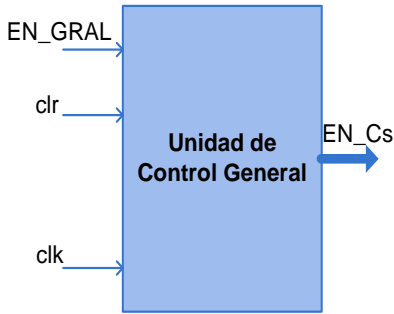 EN_GRAL
clr
Unidad de
Control General
EN_Cs
clk